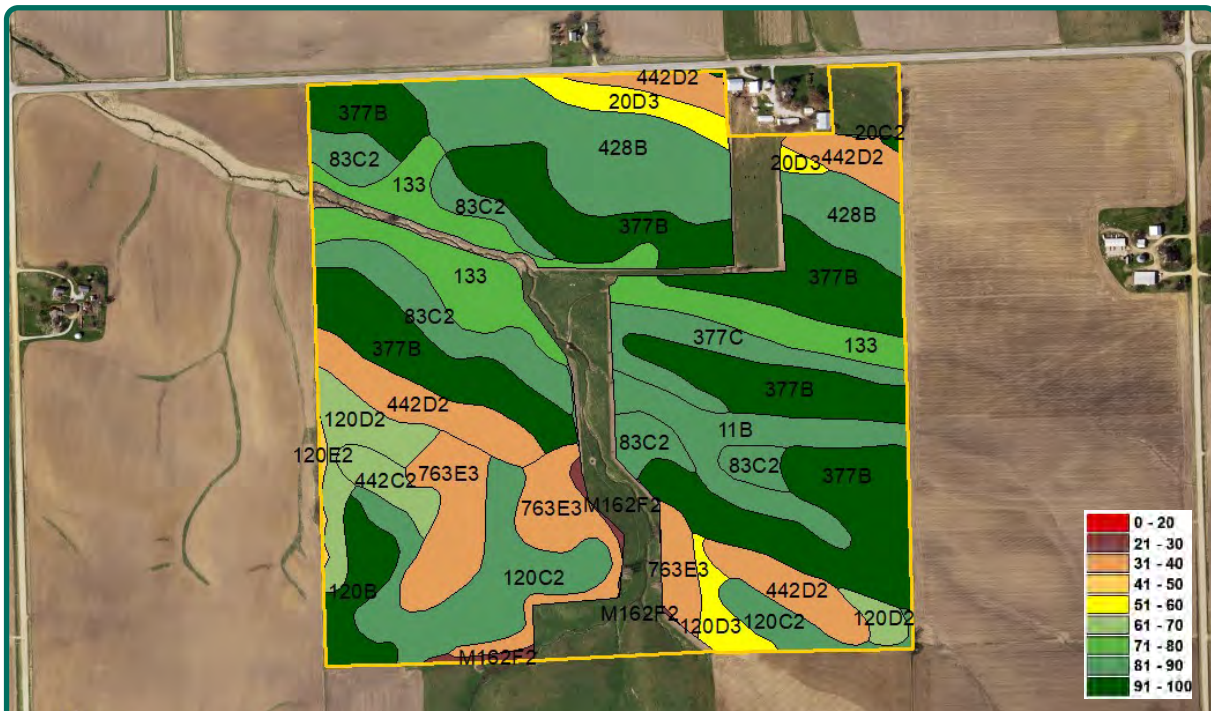 442D2
20D3
377B
20C2
428B
20D3
442D2
83C2
133
83C2
428B
377B
377B
133
83C2
377C
133
377B
377B
442D2
120D2
11B
83C2
83C2
120E2
442C2
763E3
377B
763E3
M162F2
120C2
763E3
120B
442D2
M162F2
120D3
120C2
120D2
M162F2
0 - 20
21 - 30
31 - 40
41 - 50
51 - 60
61 - 70
71 - 80
81 - 90
91 - 100